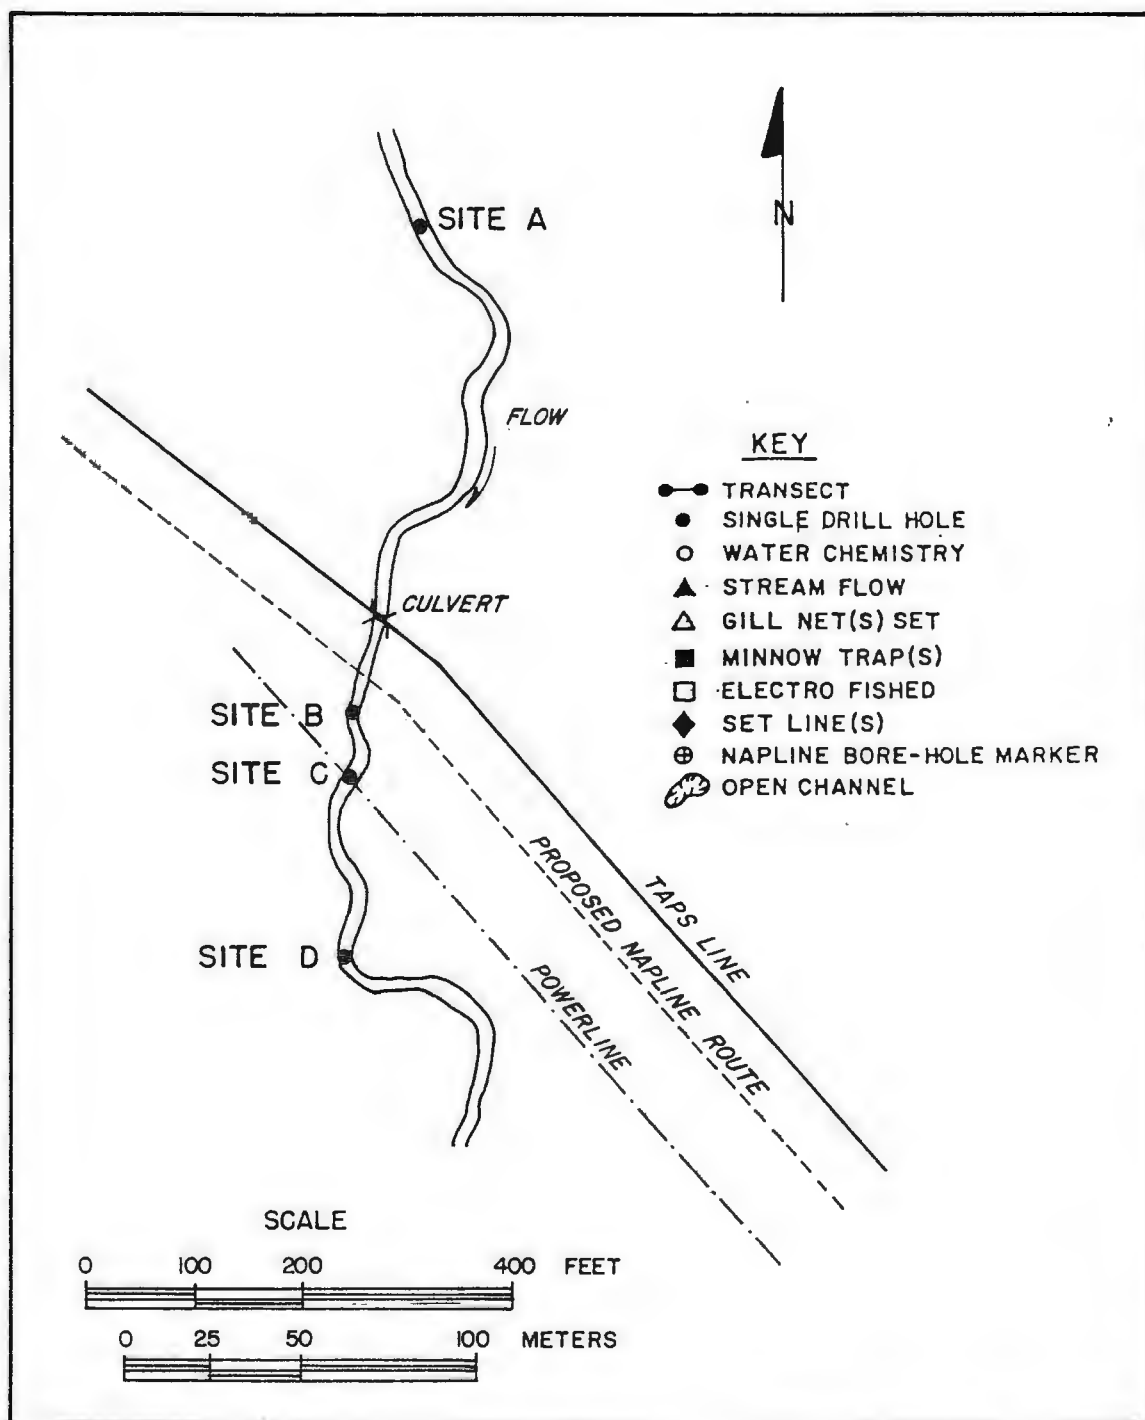 N
SITE A
FLOW
CULVERT
SITE B
SITE C
SITE D
KEY
TRANSECT
SINGLE DRILL HOLE
WATER CHEMISTRY
STREAM FLOW
GILL NET(S) SET
MINNOW TRAP(S)
ELECTRO FISHED
SET LINE(S)
NAPLINE BORE-HOLE MARKER
OPEN CHANNEL
TAPS LINE
PROPOSED NAPLINE ROUTE
POWERLINE
SCALE
0 100 200 400 FEET
0 25 50 100 METERS